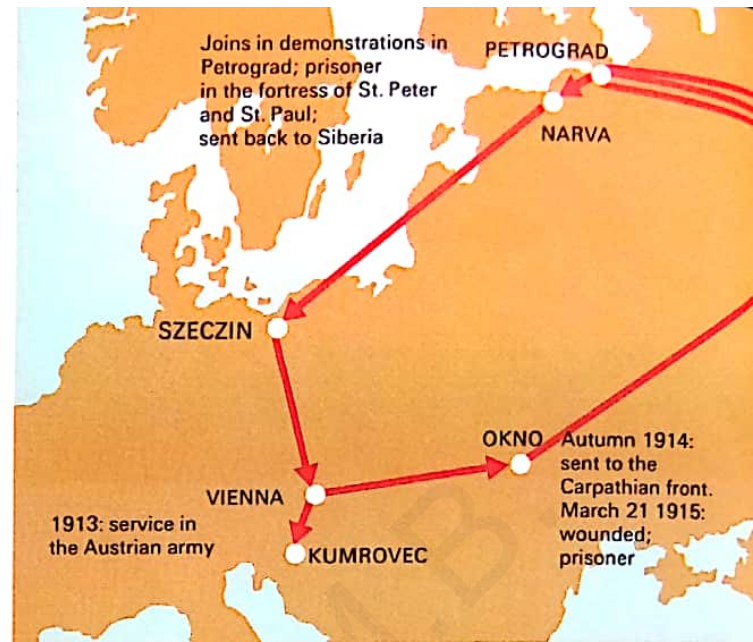 Joins in demonstrations in
Petrograd; prisoner
in the fortress of St. Peter
and St. Paul;
sent back to Siberia
PETROGRAD
NARVA
SZECZIN
OKNO
Autumn 1914:
sent to the
Carpathian front.
March 21 1915:
wounded;
prisoner
VIENNA
1913: service in
the Austrian army
KUMROVEC